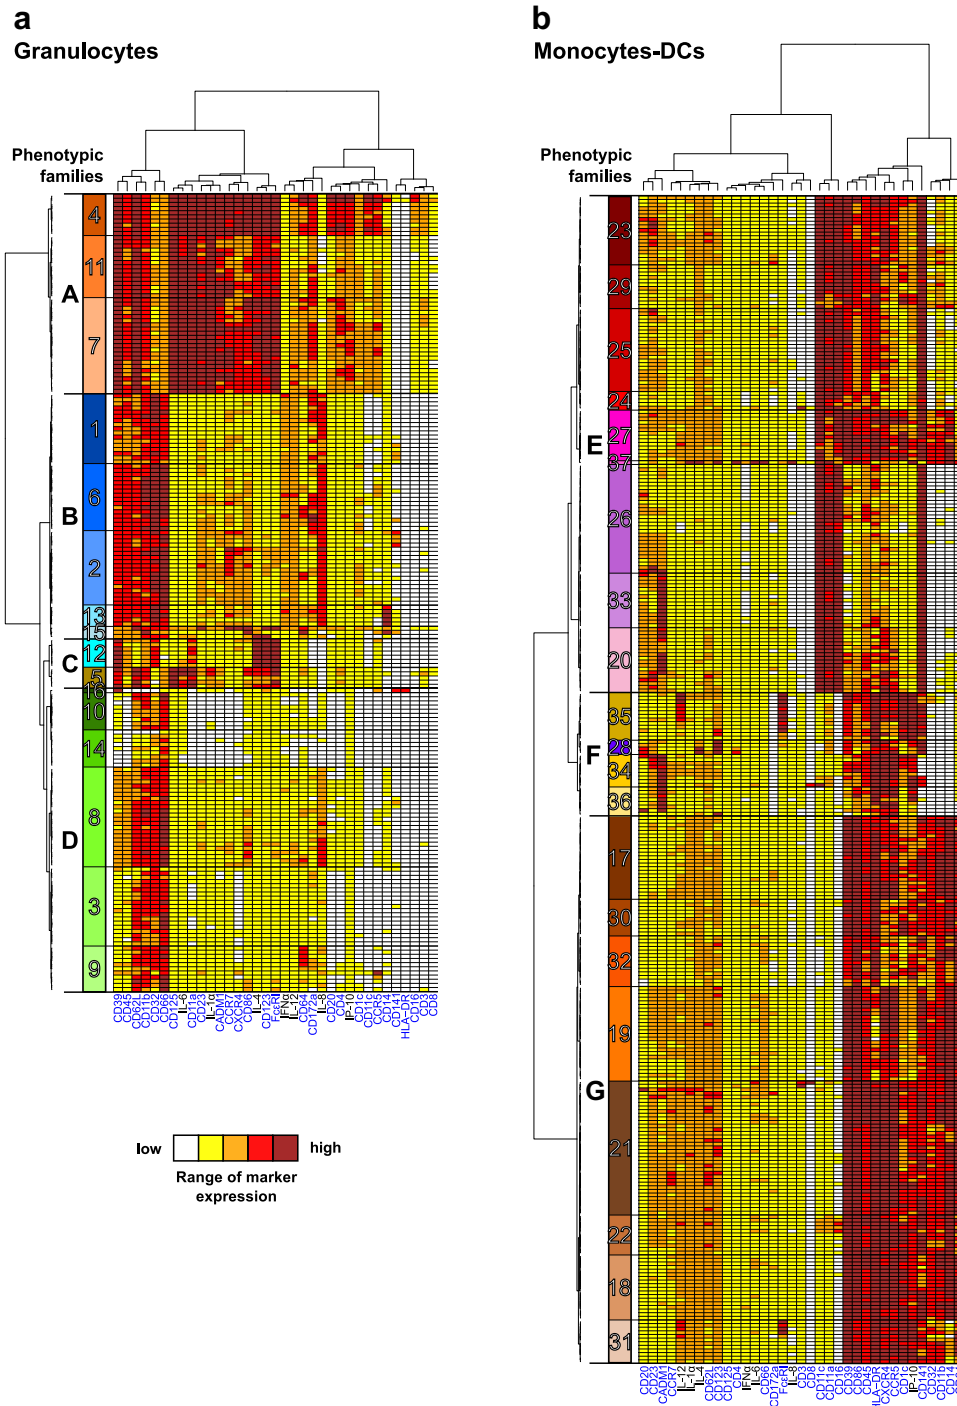 a
Granulocytes
Phenotypic
families
4
11
A
7
1
6
B
2
13
15
12
C
5
16
10
14
8
D
3
9
CD39
CD45
CD62L
CD11b
CD32
CD66
CD125
IL-6
CD11a
CD23
IL-1α
CADM1
CCR7
CXCR4
CD86
IL-4
CD123
FcεRI
IFNα
IL-12
CD64
CD172a
IL-8
CD20
CD4
IP-10
CD1c
CD11c
CCR5
CD14
CD141
HLA-DR
CD16
CD3
CD8
low
high
Range of marker
expression
b
Monocytes-DCs
Phenotypic
families
23
29
25
24
27
E
37
26
33
20
35
28
F
34
36
17
30
32
19
G
21
22
18
31
CD20
CD23
CADM1
CCR7
IL-12
IL-1α
IL-4
CD62L
CD123
CD125
CD4
IFNα
IL-6
CD66
CD172a
FcεRI
IL-8
CD3
CD8
CD11c
CD11a
CD16
CD39
CD86
CD45
HLA-DR
CXCR4
CCR5
CD1c
IP-10
CD141
CD32
CD11b
CD14